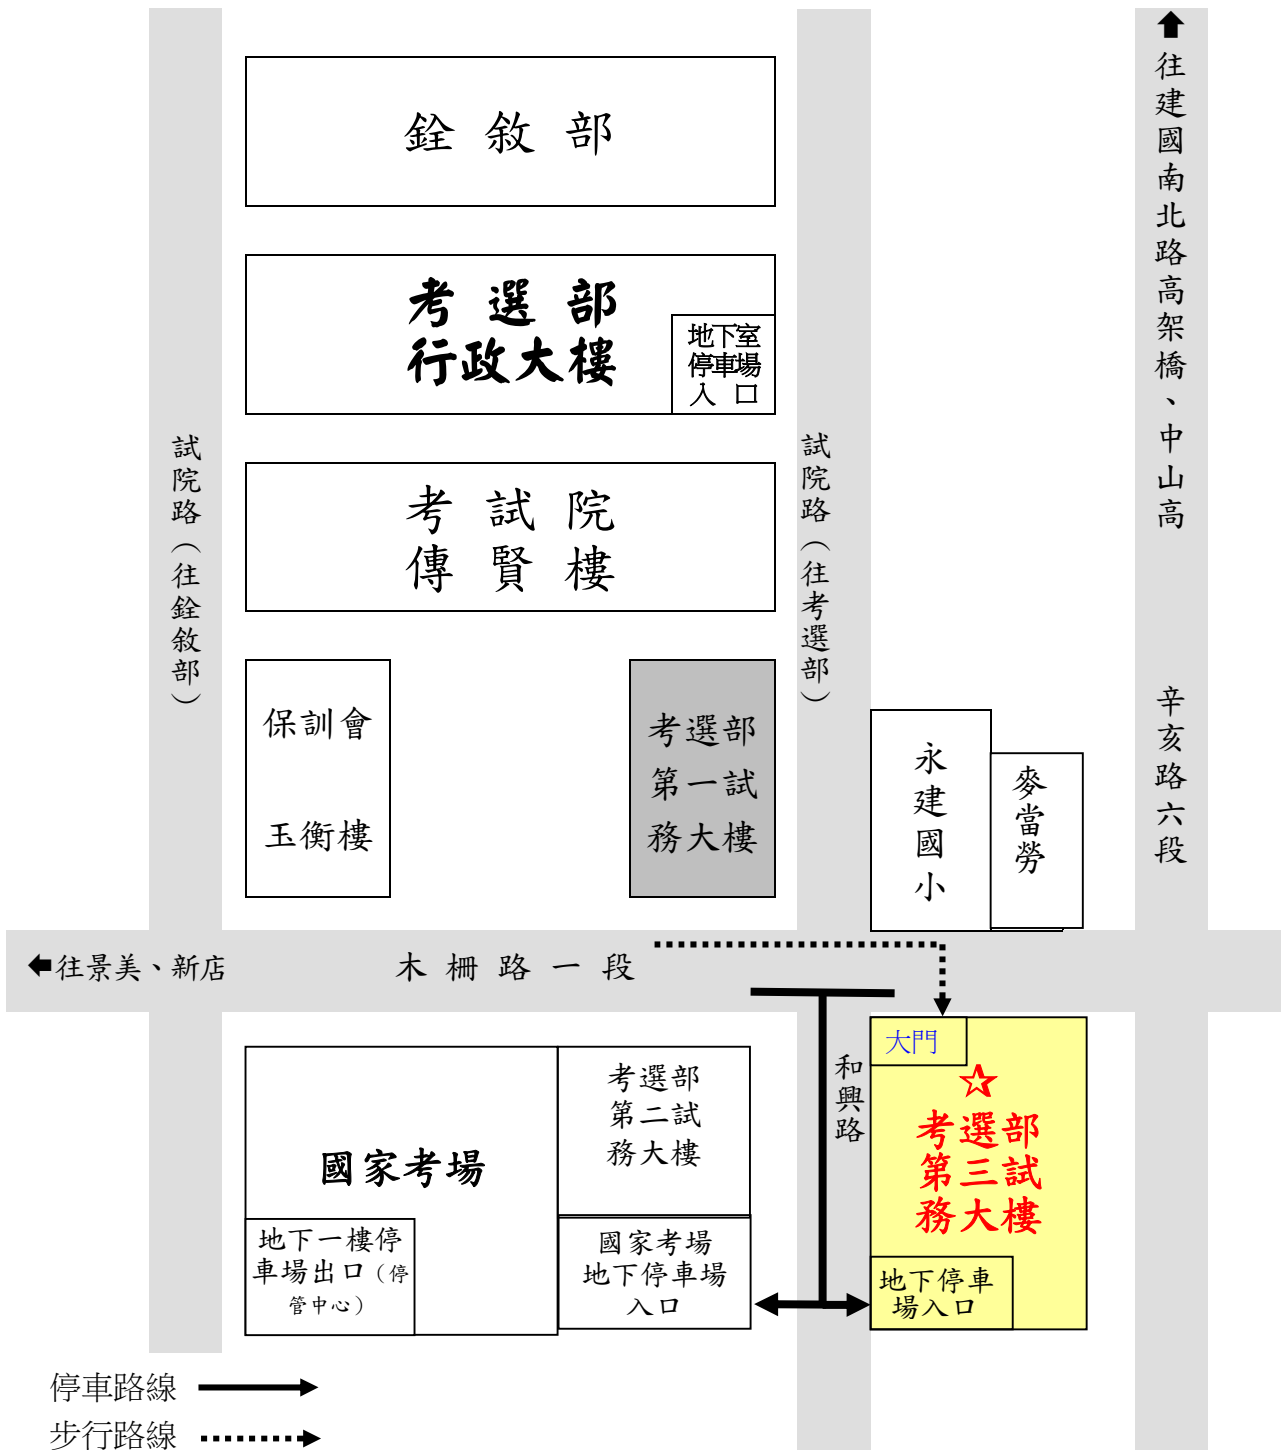 銓敘部
考選部
行政大樓
地下室
停車場
入口
考試院
傳賢樓
試院路（往銓敘部）
試院路（往考選部）
往建國南北路高架橋、中山高
辛亥路六段
保訓會
玉衡樓
考選部
第一試
務大樓
永建國小
麥當勞
往景美、新店
木柵路一段
大門
☆
考選部
第三試
務大樓
地下停車
場入口
和興路
考選部
第二試
務大樓
國家考場
地下一樓停
車場出口（停
管中心）
國家考場
地下停車場
入口
停車路線
步行路線